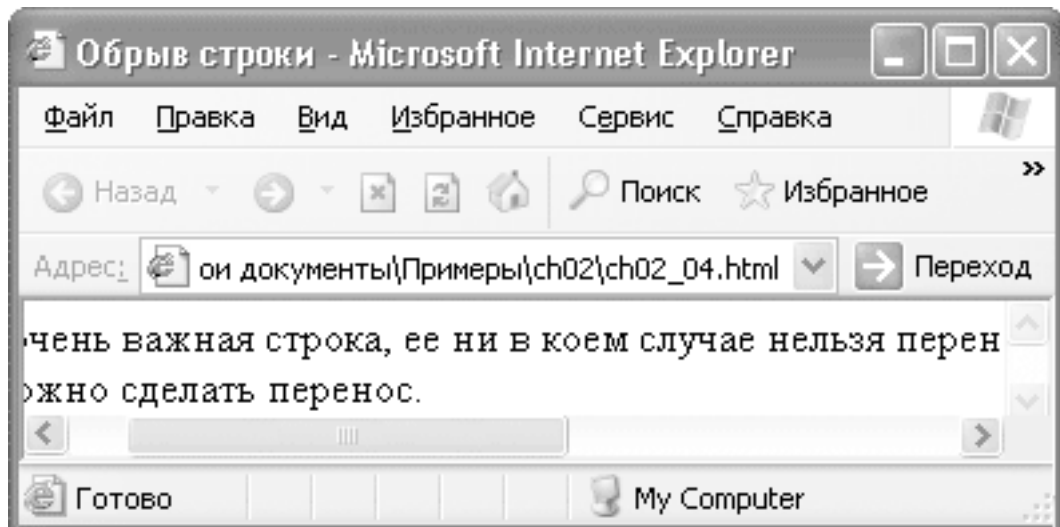 Обрыв строки - Microsoft Internet Explorer
Файл Правка Вид Избранное Сервис Справка
Назад Поиск Избранное »
Адрес: ои документы\Примеры\ch02\ch02_04.html Переход
чень важная строка, ее ни в коем случае нельзя перен
ожно сделать перенос.
Готово My Computer